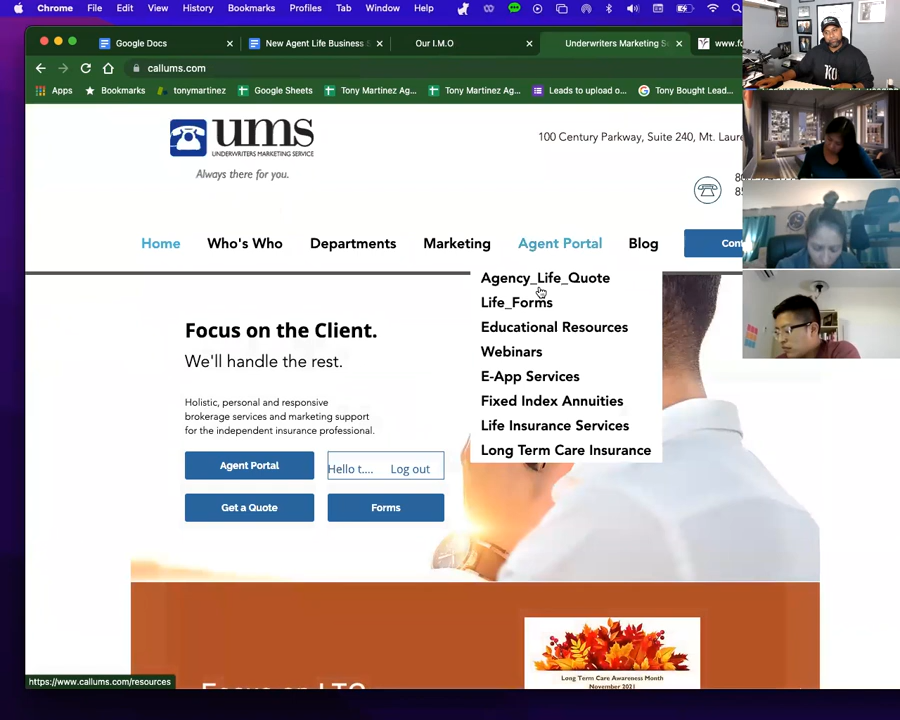 Chrome File Edit View History Bookmarks Profiles Tab Window Help
Google Docs
New Agent Life Business
Our I.M.O
Underwriters Marketing
callums.com
Apps
Bookmarks
tonymartinez
Google Sheets
Tony Martinez Ag...
Tony Martinez Ag...
Leads to upload o...
Tony Bought Lead...
ums
UNDERWRITERS MARKETING SERVICE
Always there for you.
100 Century Parkway, Suite 240, Mt.
Home
Who's Who
Departments
Marketing
Agent Portal
Blog
Agency_Life_Quote
Life_Forms
Educational Resources
Webinars
E-App Services
Fixed Index Annuities
Life Insurance Services
Long Term Care Insurance
Focus on the Client.
We'll handle the rest.
Holistic, personal and responsive
brokerage services and marketing support
for the independent insurance professional.
Agent Portal
Hello t....
Log out
Get a Quote
Forms
Long Term Care Awareness Month
November 2021
https://www.callums.com/resources